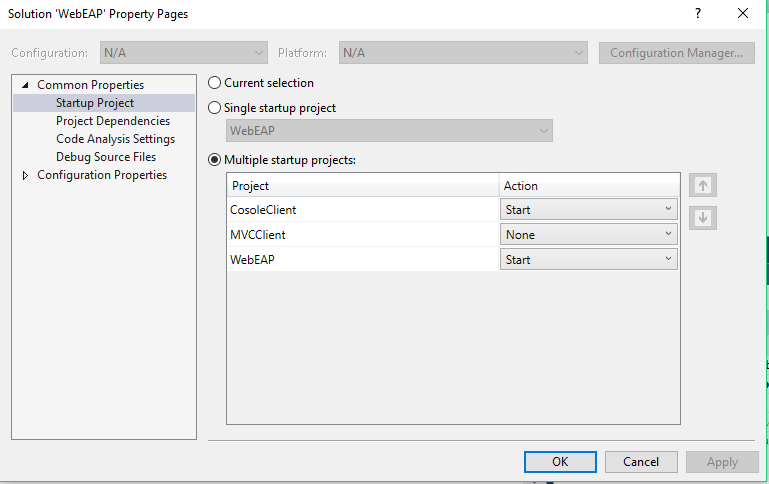 Solution 'WebEAP' Property Pages
? 
Configuration: N/A Platform: N/A Configuration Manager...
Common Properties
Startup Project
Project Dependencies
Code Analysis Settings
Debug Source Files
Configuration Properties
Current selection
Single startup project
WebEAP
Multiple startup projects:
Project Action
CosoleClient Start
MVCClient None
WebEAP Start
OK Cancel Apply